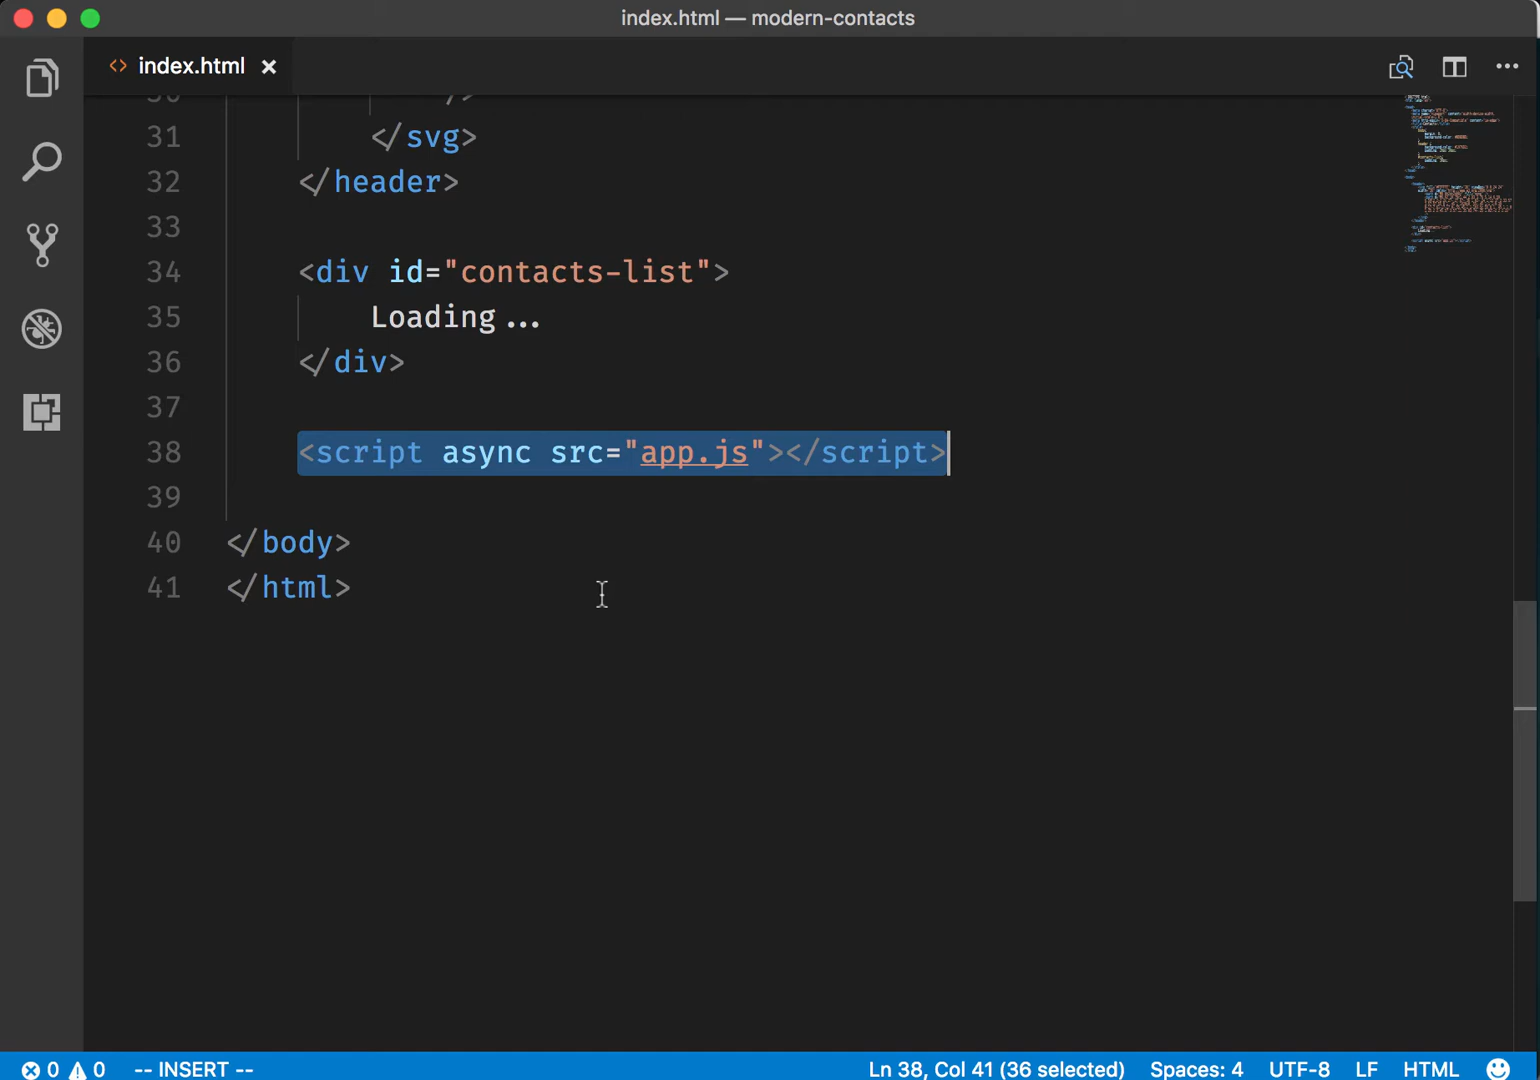 index.html — modern-contacts
index.html
31 </svg>
32 </header>
33
34 <div id="contacts-list">
35 Loading ...
36 </div>
37
38 <script async src="app.js"></script>
39
40 </body>
41 </html>
0 0 -- INSERT -- Ln 38, Col 41 (36 selected) Spaces: 4 UTF-8 LF HTML